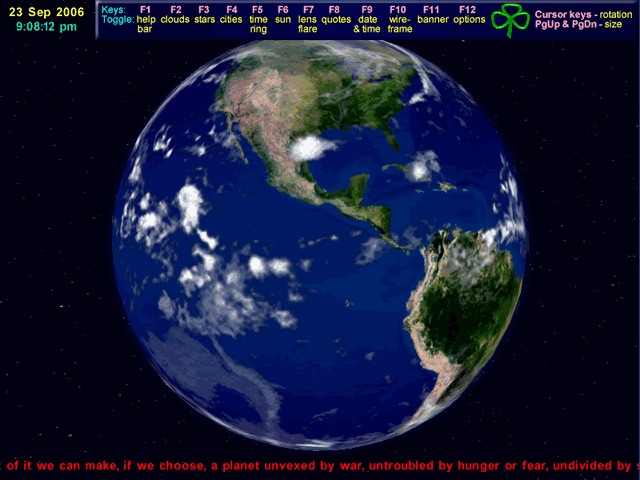 23 Sep 2006
9:08:12 pm
Keys: F1 F2 F3 F4 F5 F6 F7 F8 F9 F10 F11 F12
Toggle: help clouds stars cities time sun lens quotes date wire- banner options
bar ring flare & time frame
Cursor keys - rotation
PgUp & PgDn - size
of it we can make, if we choose, a planet unvexed by war, untroubled by hunger or fear, undivided by